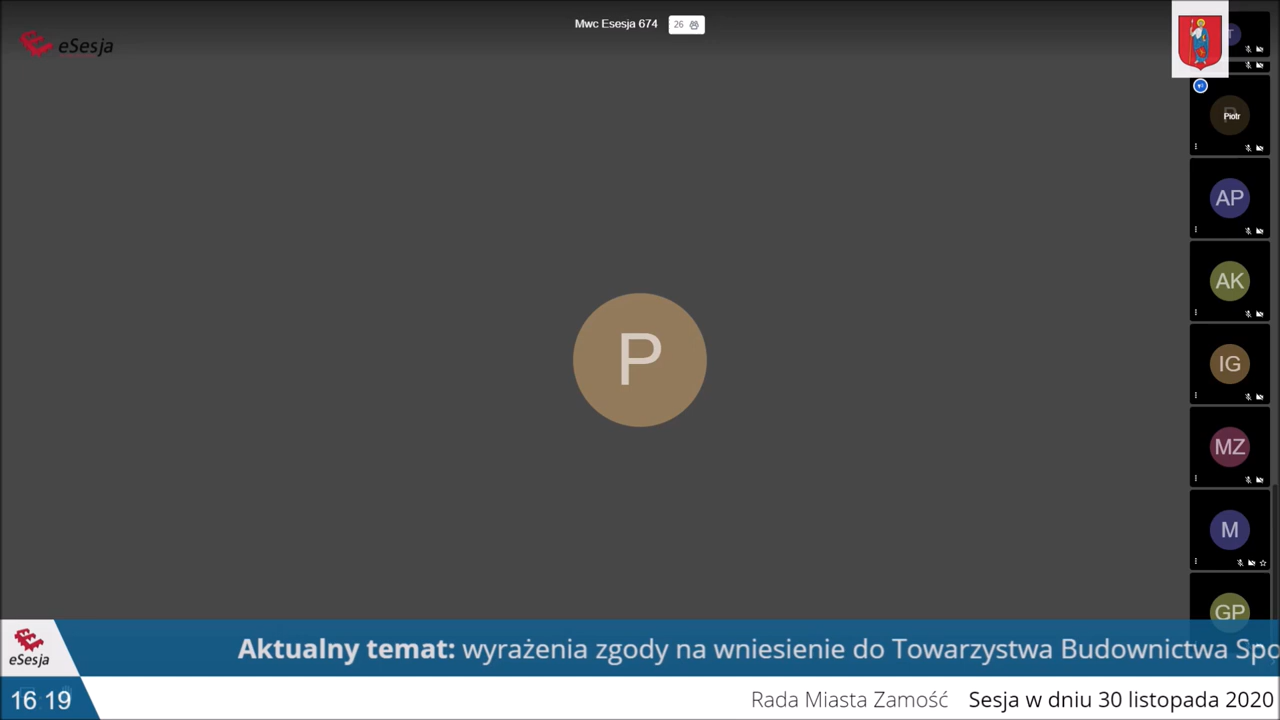 Mwc Esesja 674 26
eSesja
T
Piotr
AP
AK
IG
MZ
M
GP
P
Aktualny temat: wyrażenia zgody na wniesienie do Towarzystwa Budownictwa Spo
eSesja
16 19
Rada Miasta Zamość Sesja w dniu 30 listopada 2020